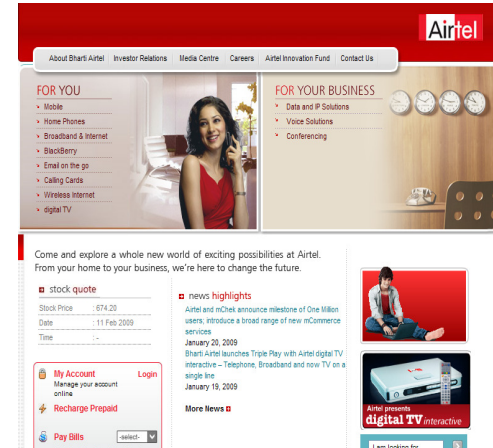 Airtel
About Bharti Airtel
Investor Relations
Media Centre
Careers
Airtel Innovation Fund
Contact Us
FOR YOU
Mobile
Home Phones
Broadband & Internet
BlackBerry
Email on the go
Calling Cards
Wireless Internet
digital TV
FOR YOUR BUSINESS
Data and IP Solutions
Voice Solutions
Conferencing
Come and explore a whole new world of exciting possibilities at Airtel.
From your home to your business, we're here to change the future.
stock quote
Stock Price : 674.20
Date : 11 Feb 2009
Time : -
My Account Login
Manage your account
online
Recharge Prepaid
Pay Bills -select-
news highlights
Airtel and mChek announce milestone of One Million
users; introduce a broad range of new mCommerce
services
January 20, 2009
Bharti Airtel launches Triple Play with Airtel digital TV
interactive – Telephone, Broadband and now TV on a
single line
January 19, 2009
More News
Airtel presents
digital TV interactive
I am looking for